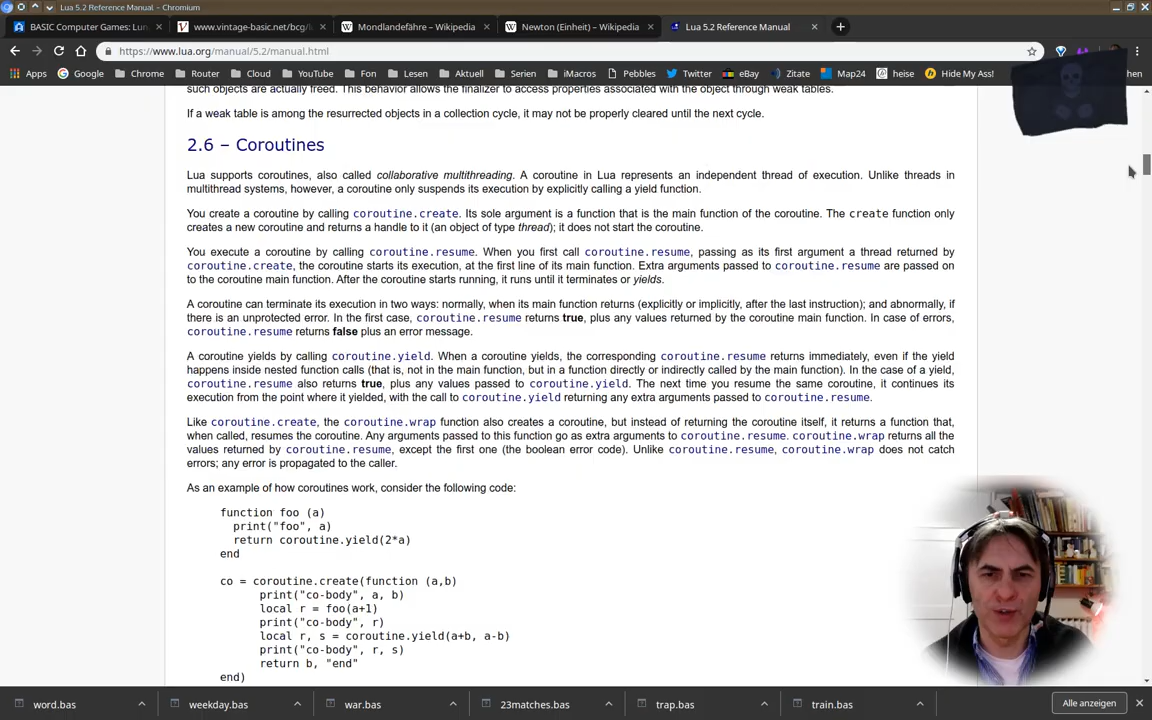 Lua 5.2 Reference Manual - Chromium
BASIC Computer Games: Lun
www.vintage-basic.net/bcg/
Mondlandefähre – Wikipedia
Newton (Einheit) – Wikipedia
Lua 5.2 Reference Manual
https://www.lua.org/manual/5.2/manual.html
Apps Google Chrome Router Cloud YouTube Fon Lesen Aktuell Serien iMacros Pebbles Twitter eBay Zitate Map24 heise Hide My Ass!
such objects are actually freed. This behavior allows the finalizer to access properties associated with the object through weak tables.
If a weak table is among the resurrected objects in a collection cycle, it may not be properly cleared until the next cycle.
2.6 – Coroutines
Lua supports coroutines, also called collaborative multithreading. A coroutine in Lua represents an independent thread of execution. Unlike threads in
multithread systems, however, a coroutine only suspends its execution by explicitly calling a yield function.
You create a coroutine by calling coroutine.create. Its sole argument is a function that is the main function of the coroutine. The create function only
creates a new coroutine and returns a handle to it (an object of type thread); it does not start the coroutine.
You execute a coroutine by calling coroutine.resume. When you first call coroutine.resume, passing as its first argument a thread returned by
coroutine.create, the coroutine starts its execution, at the first line of its main function. Extra arguments passed to coroutine.resume are passed on
to the coroutine main function. After the coroutine starts running, it runs until it terminates or yields.
A coroutine can terminate its execution in two ways: normally, when its main function returns (explicitly or implicitly, after the last instruction); and abnormally, if
there is an unprotected error. In the first case, coroutine.resume returns true, plus any values returned by the coroutine main function. In case of errors,
coroutine.resume returns false plus an error message.
A coroutine yields by calling coroutine.yield. When a coroutine yields, the corresponding coroutine.resume returns immediately, even if the yield
happens inside nested function calls (that is, not in the main function, but in a function directly or indirectly called by the main function). In the case of a yield,
coroutine.resume also returns true, plus any values passed to coroutine.yield. The next time you resume the same coroutine, it continues its
execution from the point where it yielded, with the call to coroutine.yield returning any extra arguments passed to coroutine.resume.
Like coroutine.create, the coroutine.wrap function also creates a coroutine, but instead of returning the coroutine itself, it returns a function that,
when called, resumes the coroutine. Any arguments passed to this function go as extra arguments to coroutine.resume. coroutine.wrap returns all the
values returned by coroutine.resume, except the first one (the boolean error code). Unlike coroutine.resume, coroutine.wrap does not catch
errors; any error is propagated to the caller.
As an example of how coroutines work, consider the following code:
function foo (a)
print("foo", a)
return coroutine.yield(2*a)
end
co = coroutine.create(function (a,b)
print("co-body", a, b)
local r = foo(a+1)
print("co-body", r)
local r, s = coroutine.yield(a+b, a-b)
print("co-body", r, s)
return b, "end"
end)
word.bas
weekday.bas
war.bas
23matches.bas
trap.bas
train.bas
Alle anzeigen